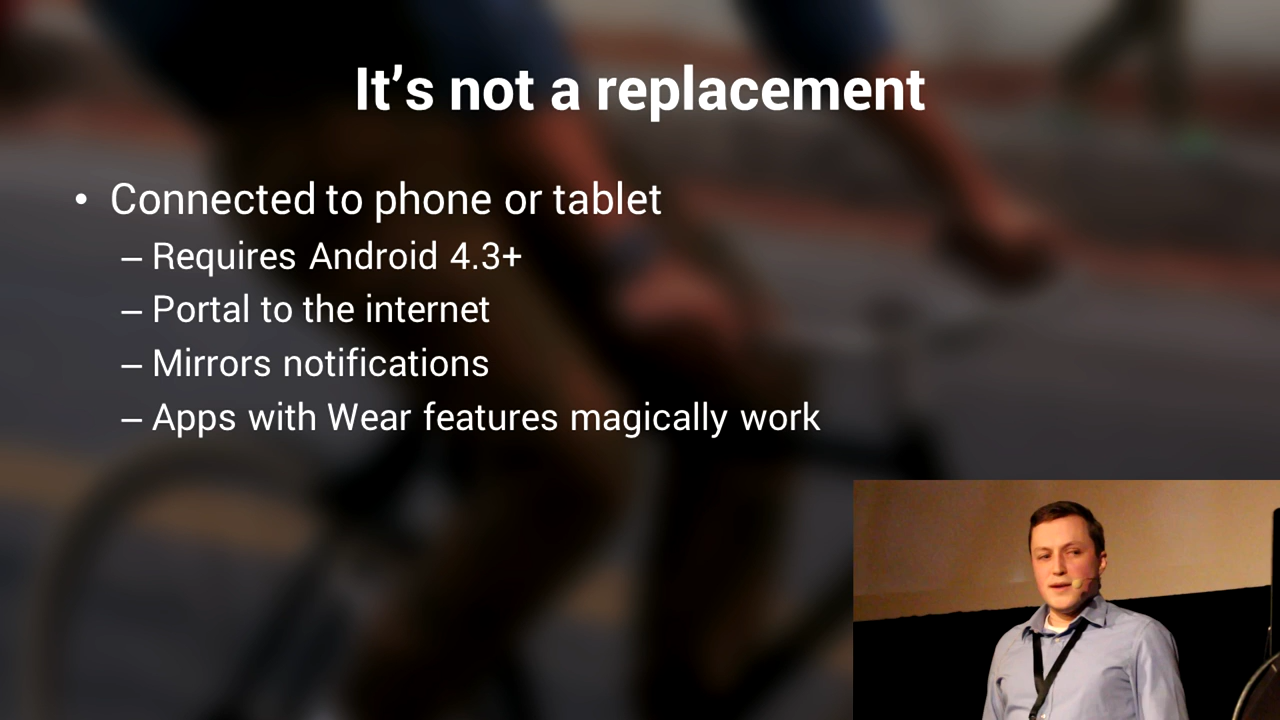 It’s not a replacement
• Connected to phone or tablet
– Requires Android 4.3+
– Portal to the internet
– Mirrors notifications
– Apps with Wear features magically work